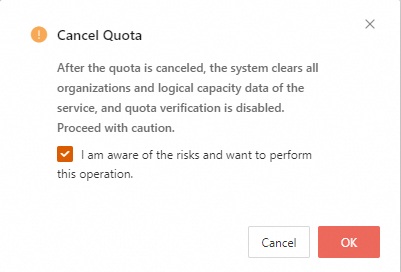 Cancel Quota
After the quota is canceled, the system clears all
organizations and logical capacity data of the
service, and quota verification is disabled.
Proceed with caution.
I am aware of the risks and want to perform
this operation.
Cancel
OK